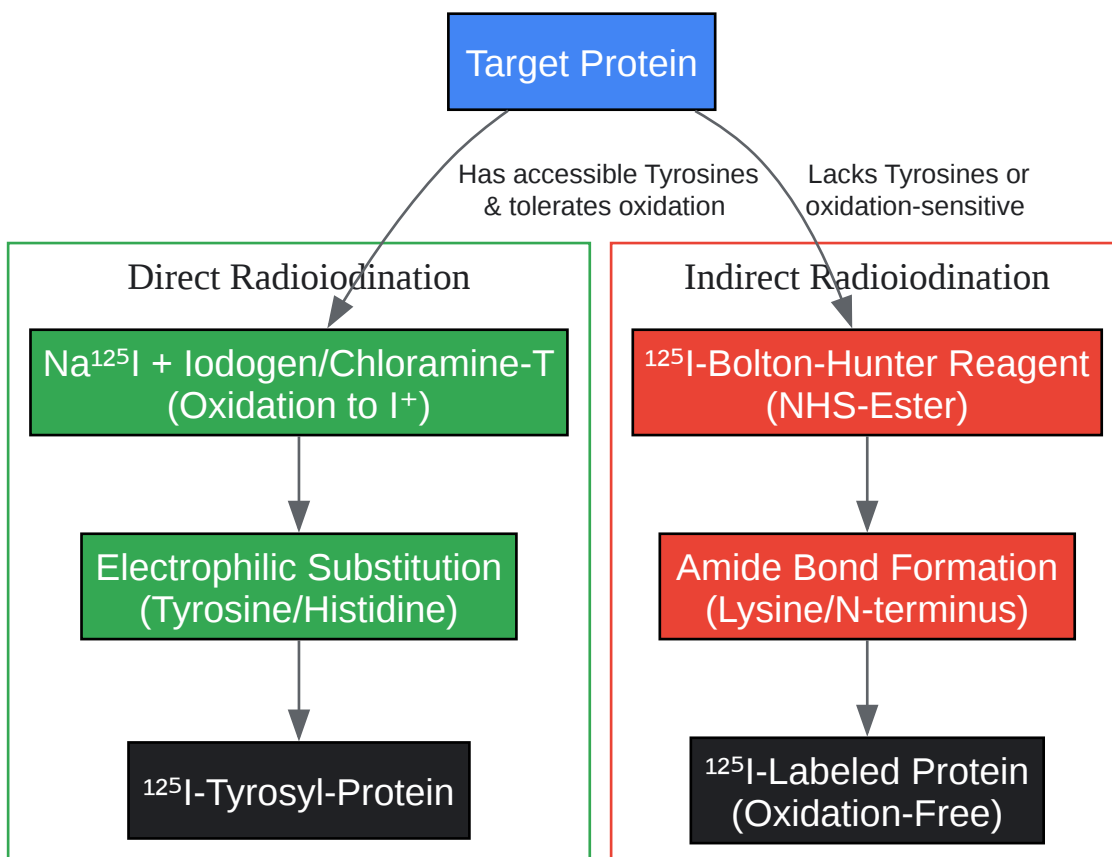 Target Protein
Has accessible Tyrosines
& tolerates oxidation
Lacks Tyrosines or
oxidation-sensitive
Direct Radioiodination
Na¹²⁵I + Iodogen/Chloramine-T
(Oxidation to I⁺)
Electrophilic Substitution
(Tyrosine/Histidine)
¹²⁵I-Tyrosyl-Protein
Indirect Radioiodination
¹²⁵I-Bolton-Hunter Reagent
(NHS-Ester)
Amide Bond Formation
(Lysine/N-terminus)
¹²⁵I-Labeled Protein
(Oxidation-Free)